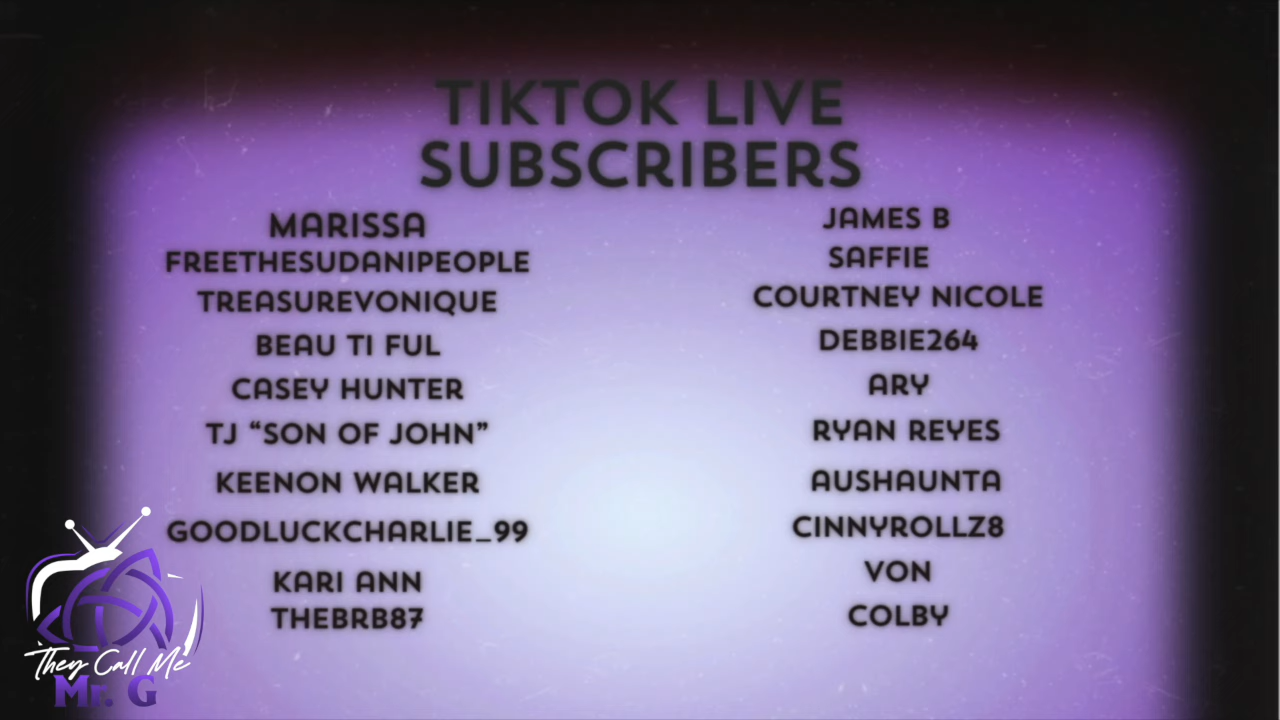 TIKTOK LIVE
SUBSCRIBERS
MARISSA
FREETHESUDANIPEOPLE
TREASUREVONIQUE
BEAU TI FUL
CASEY HUNTER
TJ “SON OF JOHN”
KEENON WALKER
GOODLUCKCHARLIE_99
KARI ANN
THEBRB87
JAMES B
SAFFIE
COURTNEY NICOLE
DEBBIE264
ARY
RYAN REYES
AUSHAUNTA
CINNYROLLZ8
VON
COLBY
They Call Me
Mr. G